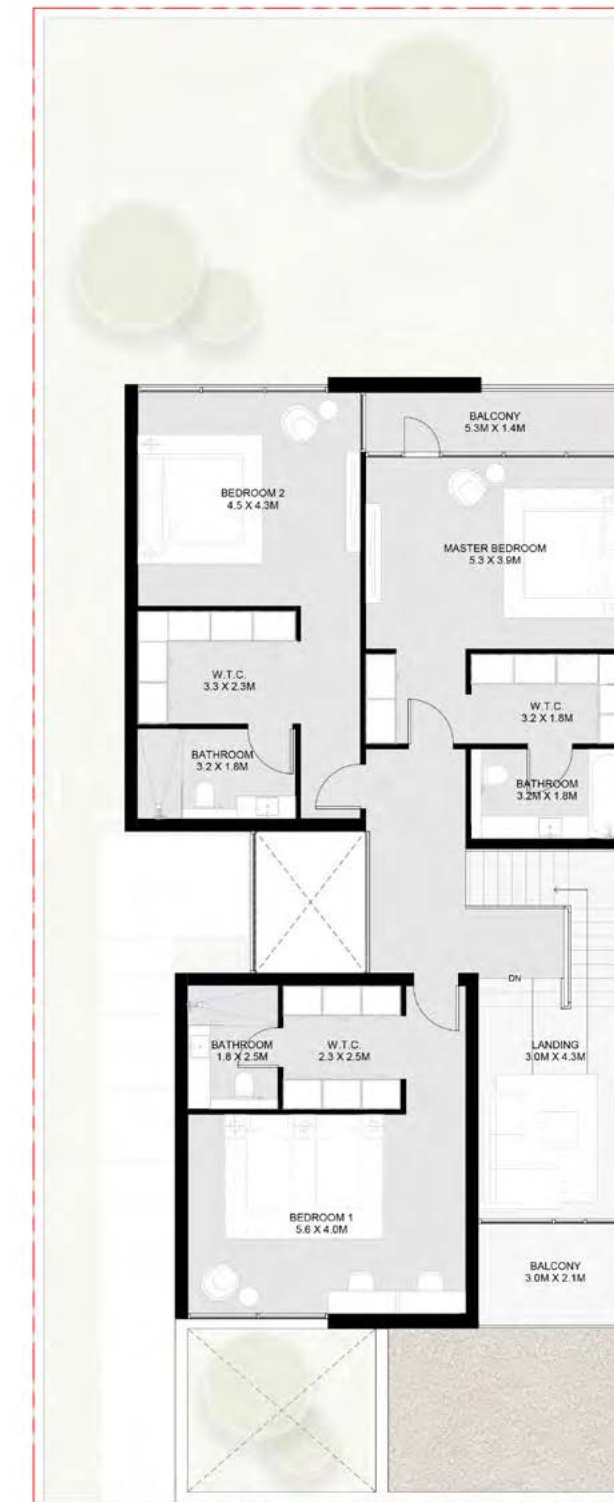 BALCONY
5.3M X 1.4M
BEDROOM 2
4.5 X 4.3M
MASTER BEDROOM
5.3 X 3.9M
W.T.C.
3.3 X 2.3M
W.T.C.
3.2 X 1.8M
BATHROOM
3.2 X 1.8M
BATHROOM
3.2M X 1.8M
DN
BATHROOM
1.8 X 2.5M
W.T.C.
2.3 X 2.5M
LANDING
3.0M X 4.3M
BEDROOM 1
5.6 X 4.0M
BALCONY
3.0M X 2.1M